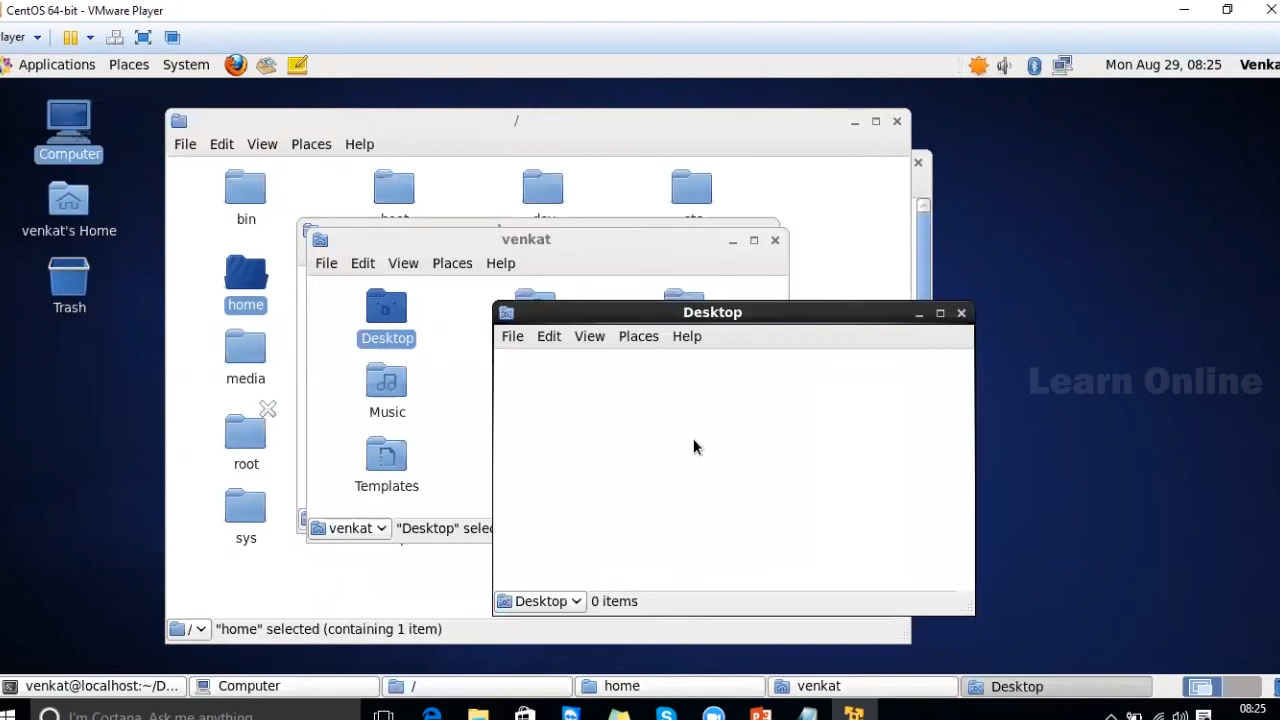 CentOS 64-bit - VMware Player
layer
Applications Places System
Mon Aug 29, 08:25 Venka
Computer
venkat's Home
Trash
/
File Edit View Places Help
bin
home
media
root
sys
venkat
File Edit View Places Help
Desktop
Music
Templates
venkat "Desktop" selec
Desktop
File Edit View Places Help
Desktop 0 items
/ "home" selected (containing 1 item)
Learn Online
venkat@localhost:~/D... Computer / home venkat Desktop
I'm Cortana. Ask me anything.
08:25